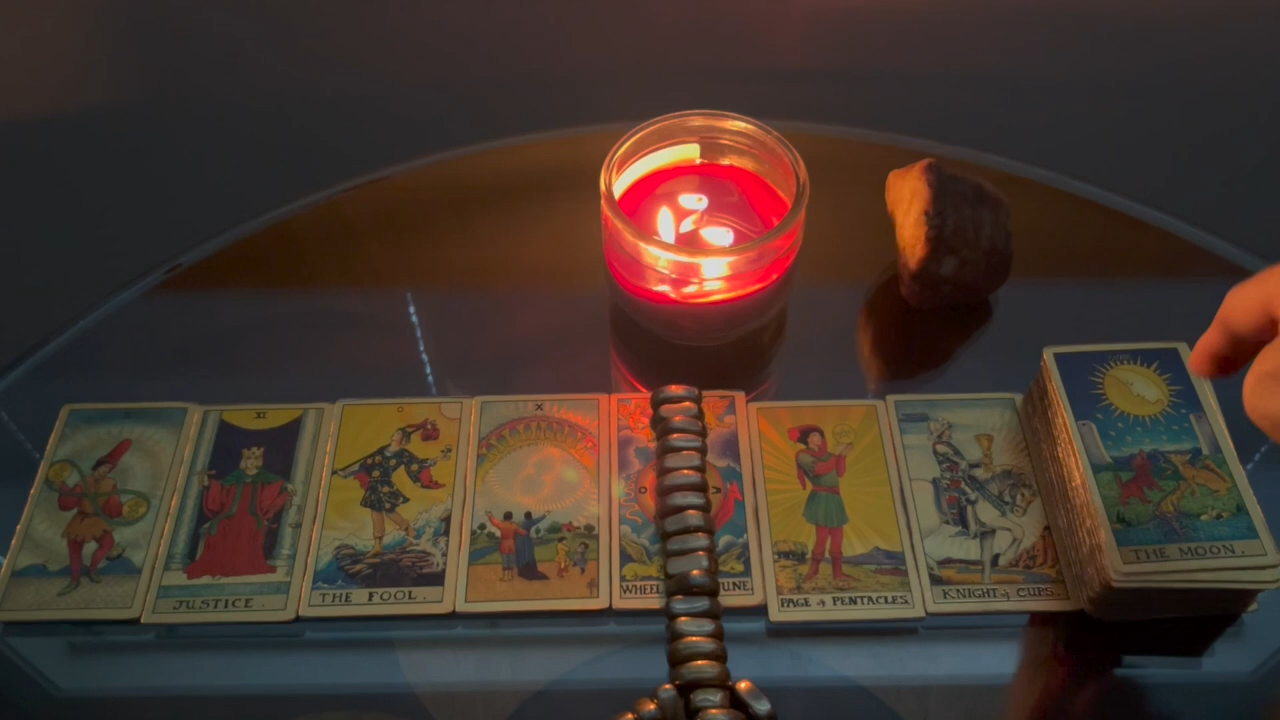 XI
JUSTICE.
0
THE FOOL.
X
WHEEL
UNE.
PAGE of PENTACLES.
KNIGHT of CUPS.
THE MOON.